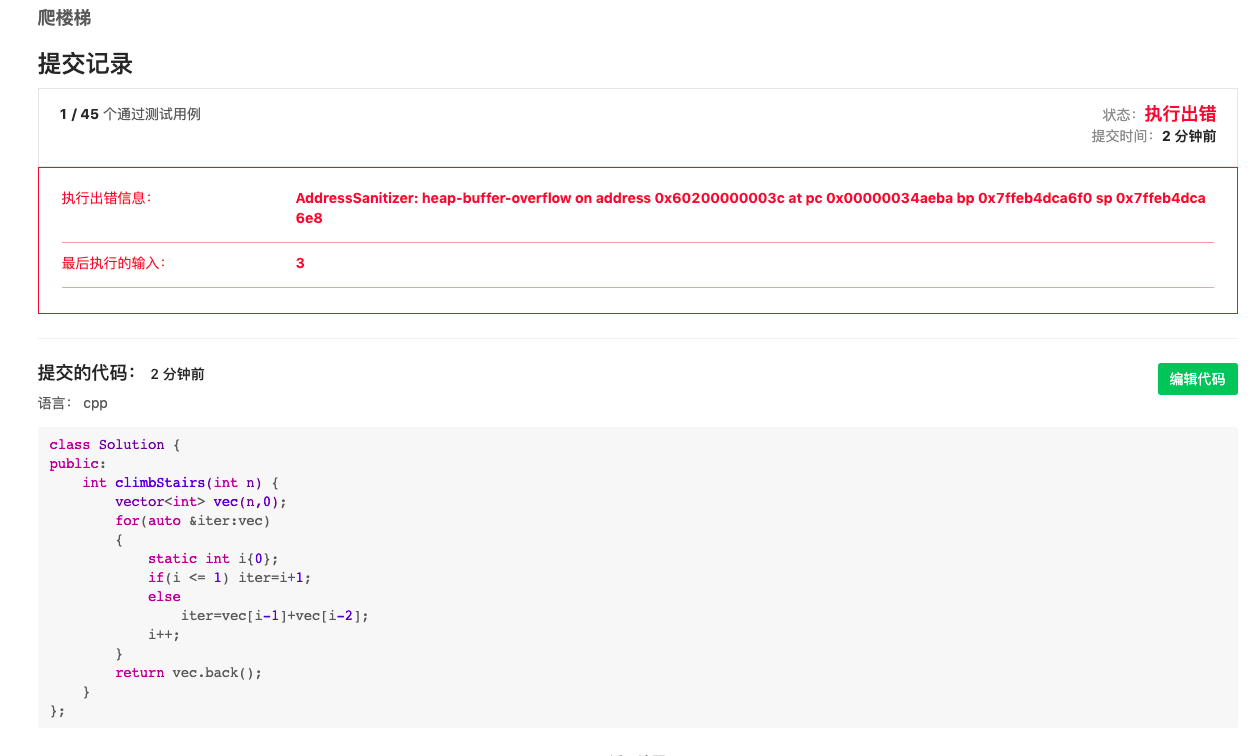 爬楼梯
提交记录
1 / 45 个通过测试用例
状态：执行出错
提交时间：2 分钟前
执行出错信息：
AddressSanitizer: heap-buffer-overflow on address 0x60200000003c at pc 0x00000034aeba bp 0x7ffeb4dca6f0 sp 0x7ffeb4dca
6e8
最后执行的输入：
3
提交的代码： 2 分钟前
编辑代码
语言： cpp
class Solution {
public:
    int climbStairs(int n) {
        vector<int> vec(n,0);
        for(auto &iter:vec)
        {
            static int i{0};
            if(i <= 1) iter=i+1;
            else
                iter=vec[i-1]+vec[i-2];
            i++;
        }
        return vec.back();
    }
};